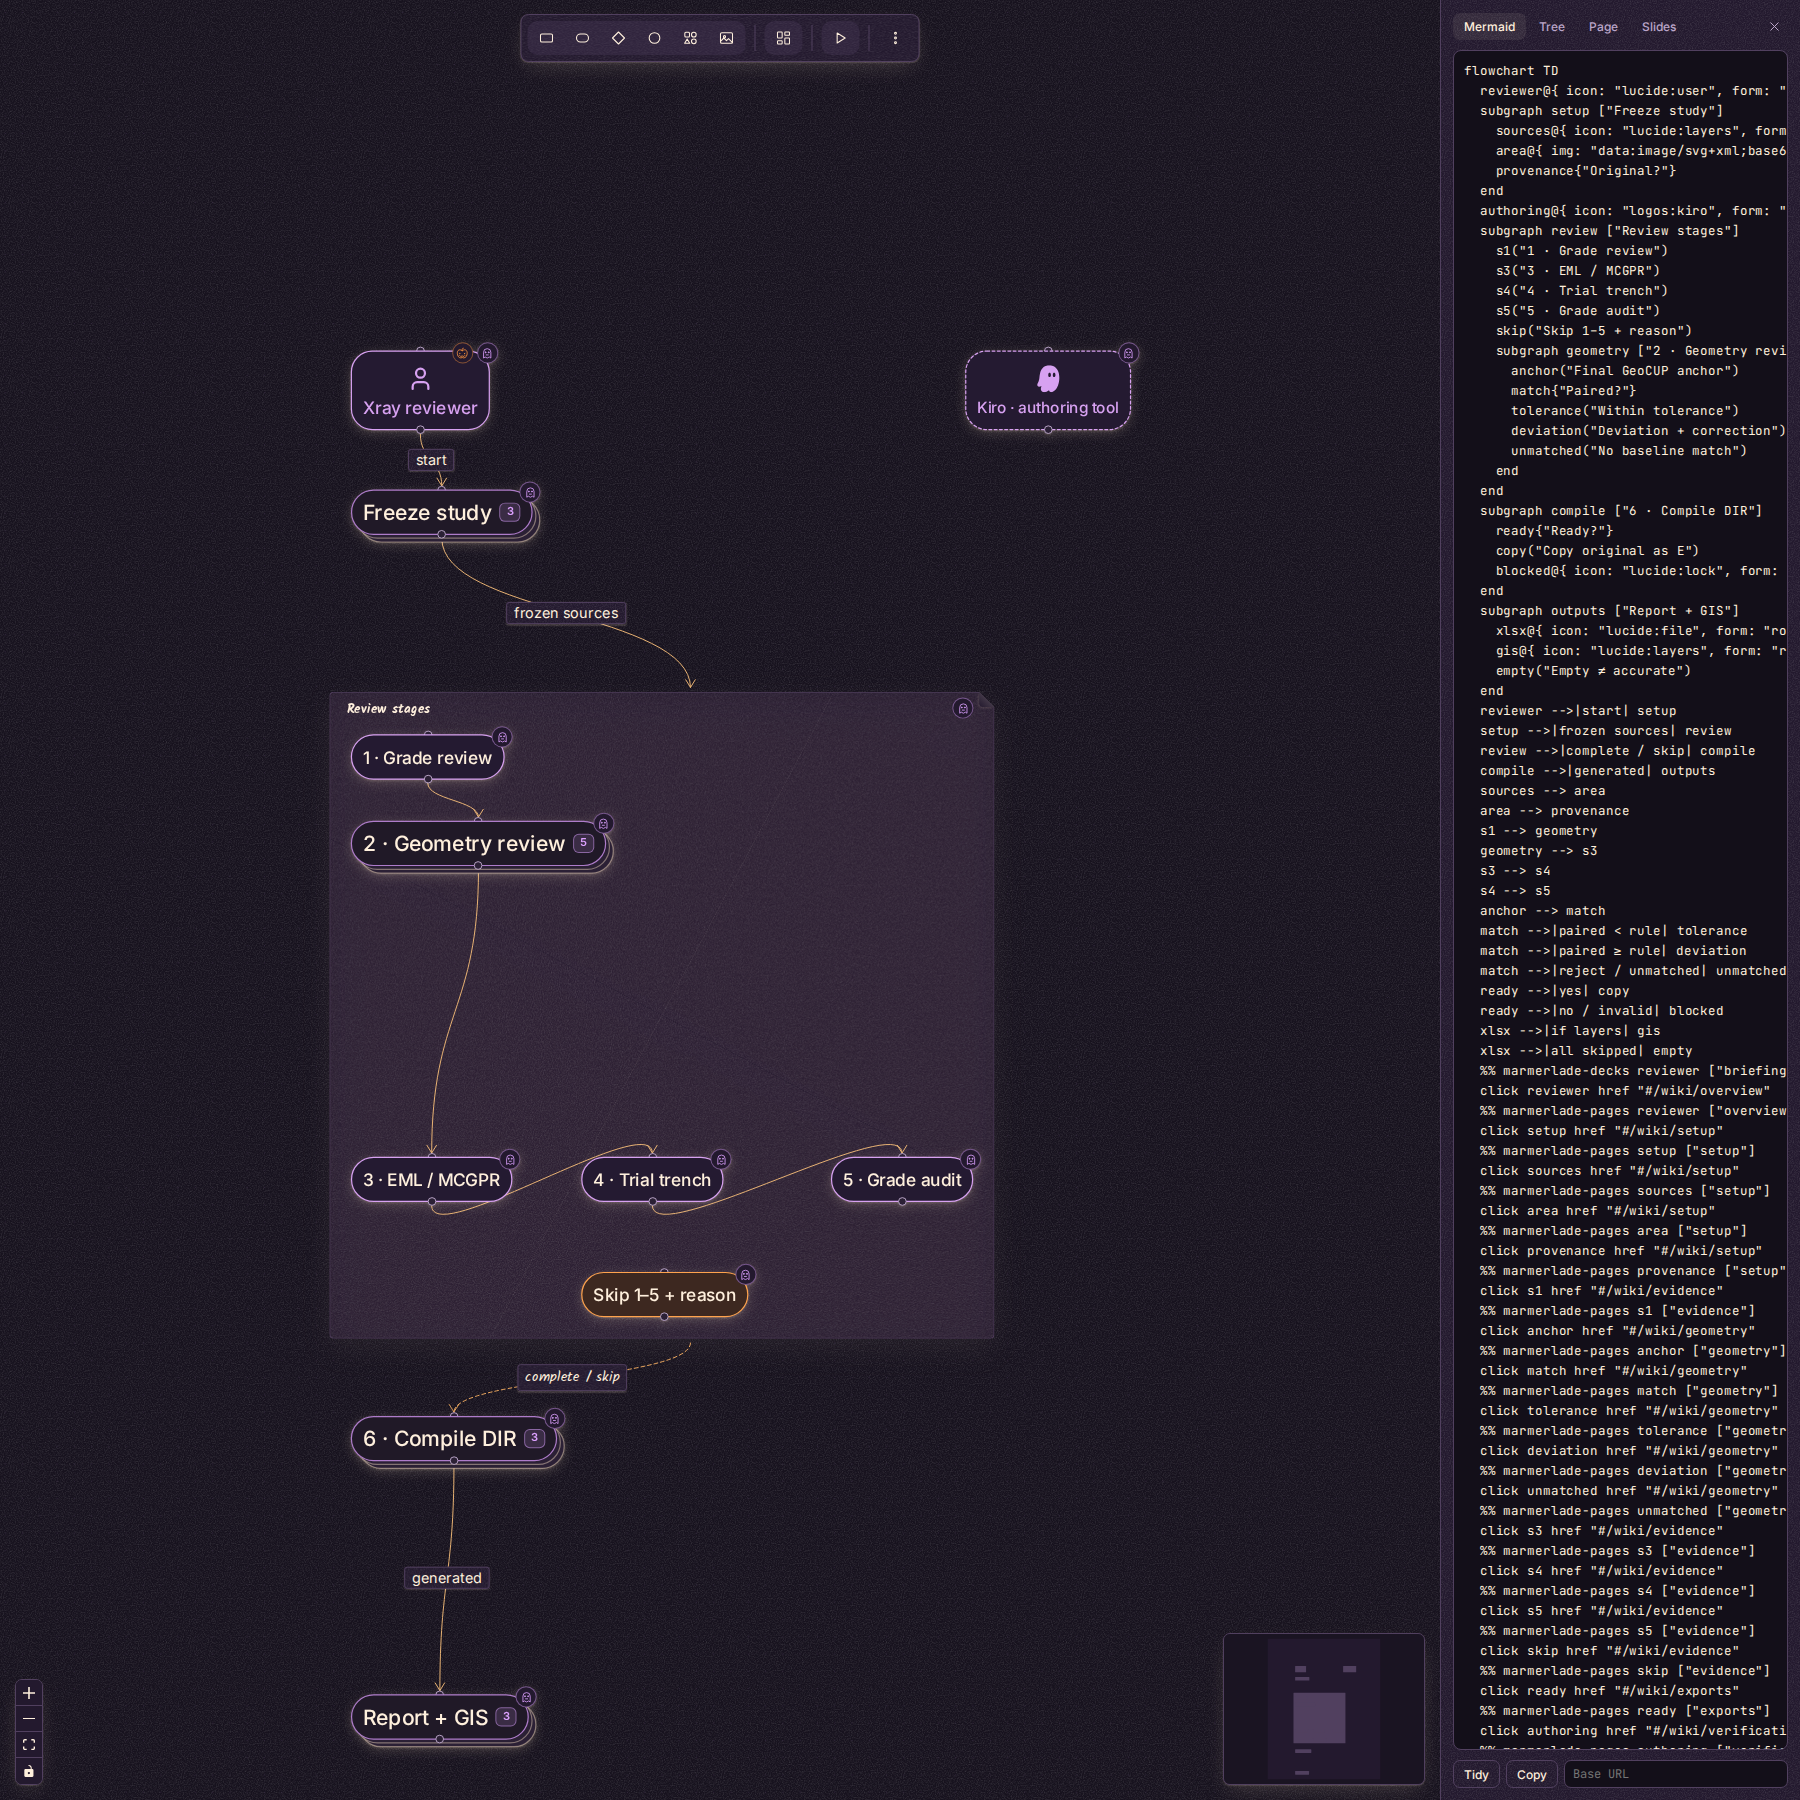 Mermaid Tree Page Slides
Xray reviewer
Kiro · authoring tool
start
Freeze study 3
frozen sources
Review stages
1 · Grade review
2 · Geometry review 5
3 · EML / MCGPR
4 · Trial trench
5 · Grade audit
Skip 1–5 + reason
complete / skip
6 · Compile DIR 3
generated
Report + GIS 3
flowchart TD
reviewer@{ icon: "lucide:user", form: "
subgraph setup ["Freeze study"]
sources@{ icon: "lucide:layers", form
area@{ img: "data:image/svg+xml;base6
provenance{"Original?"}
end
authoring@{ icon: "logos:kiro", form: "
subgraph review ["Review stages"]
s1("1 · Grade review")
s3("3 · EML / MCGPR")
s4("4 · Trial trench")
s5("5 · Grade audit")
skip("Skip 1–5 + reason")
subgraph geometry ["2 · Geometry revi
anchor("Final GeoCUP anchor")
match{"Paired?"}
tolerance("Within tolerance")
deviation("Deviation + correction")
unmatched("No baseline match")
end
end
subgraph compile ["6 · Compile DIR"]
ready{"Ready?"}
copy("Copy original as E")
blocked@{ icon: "lucide:lock", form:
end
subgraph outputs ["Report + GIS"]
xlsx@{ icon: "lucide:file", form: "ro
gis@{ icon: "lucide:layers", form: "r
empty("Empty ≠ accurate")
end
reviewer -->|start| setup
setup -->|frozen sources| review
review -->|complete / skip| compile
compile -->|generated| outputs
sources --> area
area --> provenance
s1 --> geometry
geometry --> s3
s3 --> s4
s4 --> s5
anchor --> match
match -->|paired < rule| tolerance
match -->|paired ≥ rule| deviation
match -->|reject / unmatched| unmatched
ready -->|yes| copy
ready -->|no / invalid| blocked
xlsx -->|if layers| gis
xlsx -->|all skipped| empty
%% marmerlade-decks reviewer ["briefing
click reviewer href "#/wiki/overview"
%% marmerlade-pages reviewer ["overview
click setup href "#/wiki/setup"
%% marmerlade-pages setup ["setup"]
click sources href "#/wiki/setup"
%% marmerlade-pages sources ["setup"]
click area href "#/wiki/setup"
%% marmerlade-pages area ["setup"]
click provenance href "#/wiki/setup"
%% marmerlade-pages provenance ["setup"
click s1 href "#/wiki/evidence"
%% marmerlade-pages s1 ["evidence"]
click anchor href "#/wiki/geometry"
%% marmerlade-pages anchor ["geometry"]
click match href "#/wiki/geometry"
%% marmerlade-pages match ["geometry"]
click tolerance href "#/wiki/geometry"
%% marmerlade-pages tolerance ["geometr
click deviation href "#/wiki/geometry"
%% marmerlade-pages deviation ["geometr
click unmatched href "#/wiki/geometry"
%% marmerlade-pages unmatched ["geometr
click s3 href "#/wiki/evidence"
%% marmerlade-pages s3 ["evidence"]
click s4 href "#/wiki/evidence"
%% marmerlade-pages s4 ["evidence"]
click s5 href "#/wiki/evidence"
%% marmerlade-pages s5 ["evidence"]
click skip href "#/wiki/evidence"
%% marmerlade-pages skip ["evidence"]
click ready href "#/wiki/exports"
%% marmerlade-pages ready ["exports"]
click authoring href "#/wiki/verificati
Tidy Copy Base URL